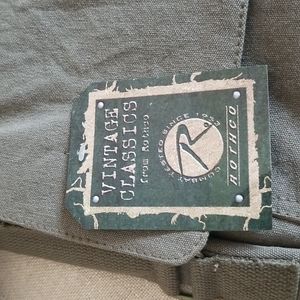 VINTAGE
CLASSICS
from Rothco
COMBAT TESTED SINCE 1953
R
ROTHCO